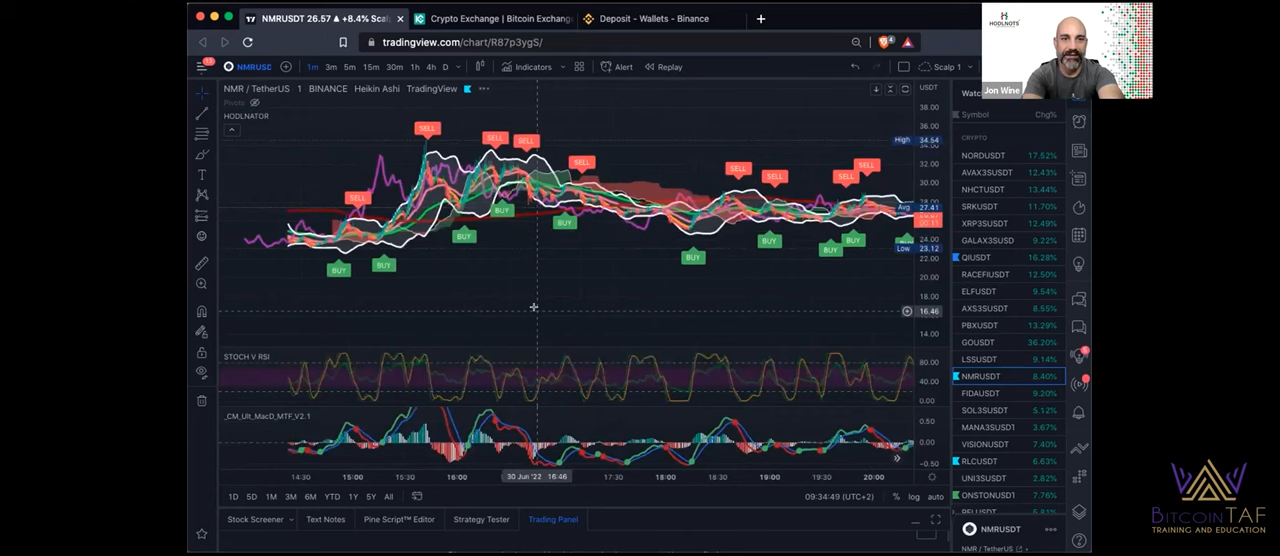 NMRUSDT 26.57 ▲ +8.4% Scal
Crypto Exchange | Bitcoin Exchang
Deposit - Wallets - Binance
tradingview.com/chart/R87p3ygS/
4
HODLNOTS
Jon Wine
NMRUSD
1m 3m 5m 15m 30m 1h 4h D
Indicators
Alert
Replay
Scalp 1
NMR / TetherUS 1 BINANCE Heikin Ashi TradingView
Pivots
HODLNATOR
USDT
38.00
36.00
High 34.54
32.00
30.00
Avg 27.41
24.00
Low 23.12
22.00
20.00
18.00
16.46
14.00
SELL
SELL
SELL
SELL
SELL
SELL
SELL
SELL
SELL
BUY
BUY
BUY
BUY
BUY
BUY
BUY
BUY
BUY
STOCH V RSI
80.00
40.00
0.00
_CM_Ult_MacD_MTF_V2.1
0.50
0.00
-0.50
14:30 15:00 15:30 16:00 30 Jun '22 16:46 17:30 18:00 18:30 19:00 19:30 20:00
1D 5D 1M 3M 6M YTD 1Y 5Y All
09:34:49 (UTC+2) % log auto
Stock Screener Text Notes Pine Script™ Editor Strategy Tester Trading Panel
Watc
Symbol Chg%
CRYPTO
NORDUSDT 17.52%
AVAX3SUSDT 12.43%
NHCTUSDT 13.44%
SRKUSDT 11.70%
XRP3SUSDT 12.49%
GALAX3SUSD 9.22%
QIUSDT 16.28%
RACEFIUSDT 12.50%
ELFUSDT 9.54%
AXS3SUSDT 8.55%
PBXUSDT 13.29%
GOUSDT 36.20%
LSSUSDT 9.14%
NMRUSDT 8.40%
FIDAUSDT 9.20%
SOL3SUSDT 5.12%
MANA3SUSDT 3.67%
VISIONUSDT 7.40%
RLCUSDT 6.63%
UNI3SUSDT 2.82%
ONSTONUSDT 7.76%
NMRUSDT
NMR / TetherUS
BITCOINTAF
TRAINING AND EDUCATION